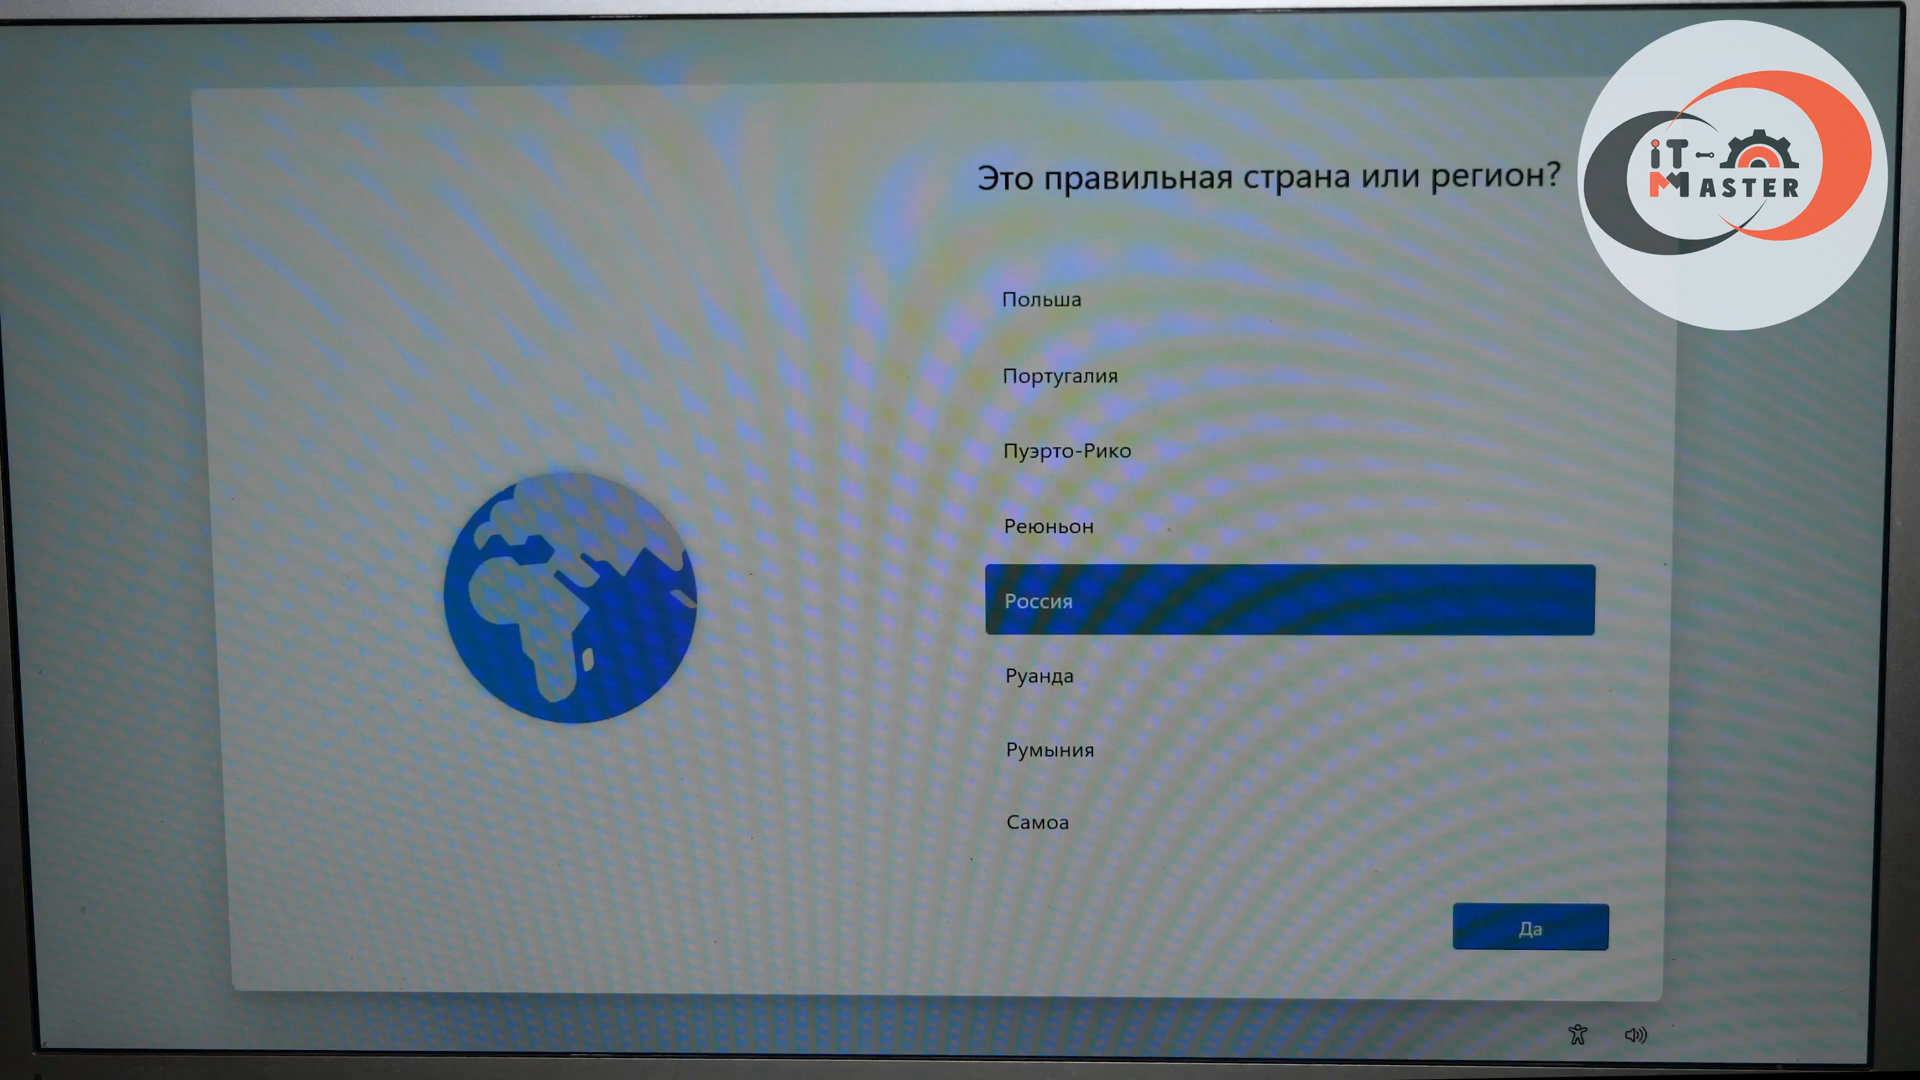 Это правильная страна или регион?
iT-
MASTER
Польша
Португалия
Пуэрто-Рико
Реюньон
Россия
Руанда
Румыния
Самоа
Да